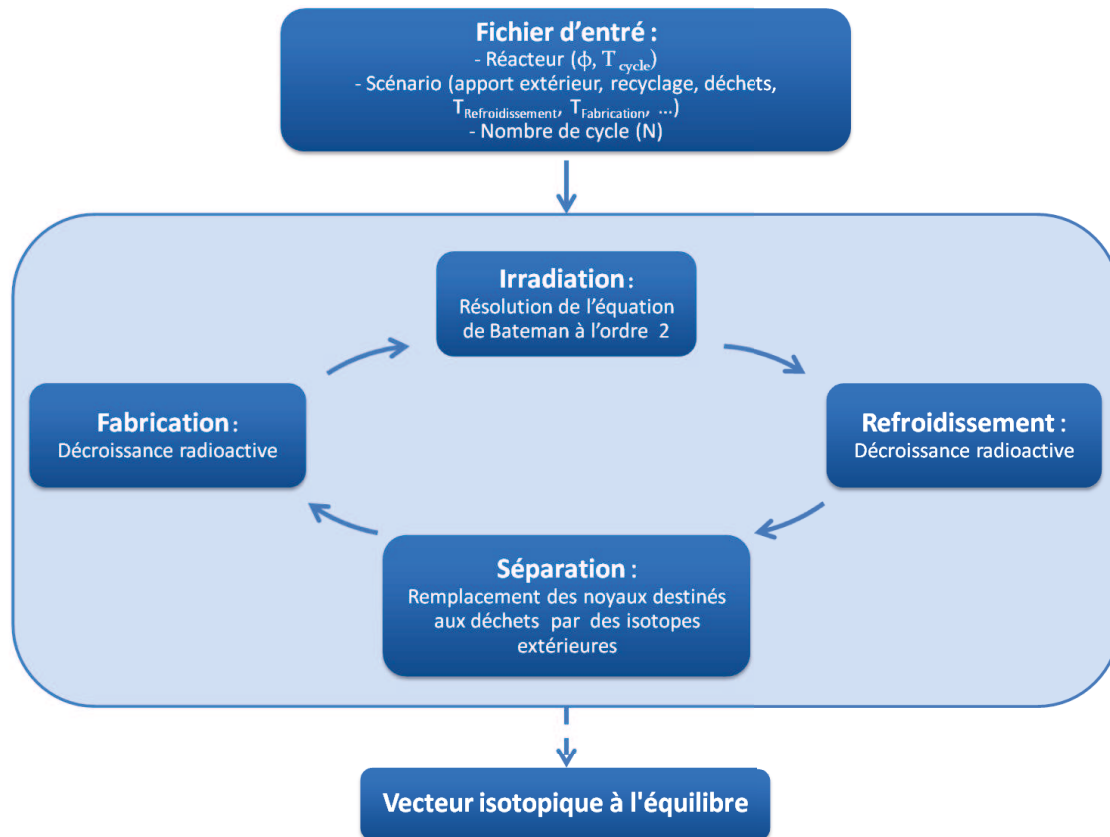 Fichier d’entré :
- Réacteur (ϕ, T cycle)
- Scénario (apport extérieur, recyclage, déchets,
TRefroidissement, TFabrication, ...)
- Nombre de cycle (N)
Irradiation :
Résolution de l’équation
de Bateman à l’ordre 2
Fabrication :
Décroissance radioactive
Refroidissement :
Décroissance radioactive
Séparation :
Remplacement des noyaux destinés
aux déchets par des isotopes
extérieures
Vecteur isotopique à l'équilibre